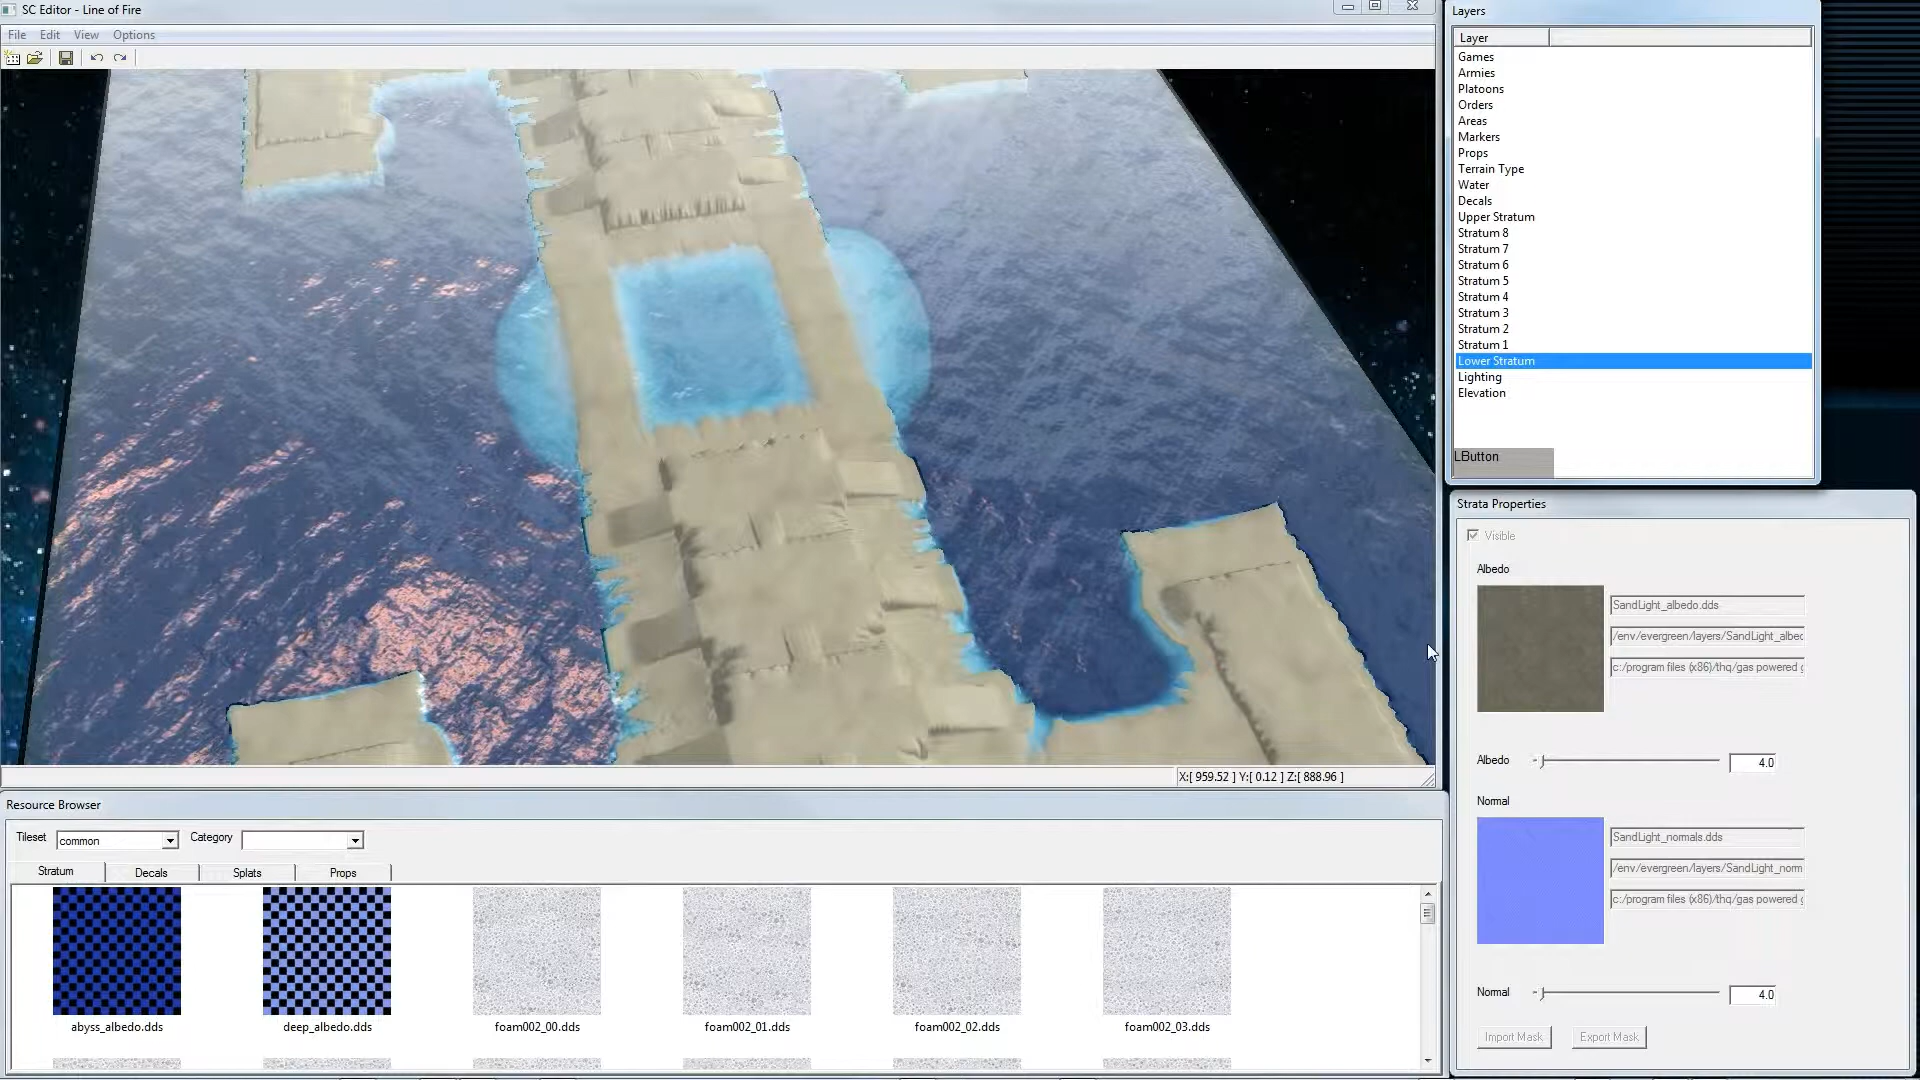 SC Editor - Line of Fire
File Edit View Options
X:[ 959.52 ] Y:[ 0.12 ] Z:[ 888.96 ]
Resource Browser
Tileset common Category
Stratum Decals Splats Props
abyss_albedo.dds deep_albedo.dds foam002_00.dds foam002_01.dds foam002_02.dds foam002_03.dds
Layers
Layer
Games
Armies
Platoons
Orders
Areas
Markers
Props
Terrain Type
Water
Decals
Upper Stratum
Stratum 8
Stratum 7
Stratum 6
Stratum 5
Stratum 4
Stratum 3
Stratum 2
Stratum 1
Lower Stratum
Lighting
Elevation
LButton
Strata Properties
Visible
Albedo
SandLight_albedo.dds
/env/evergreen/layers/SandLight_albec
c:/program files (x86)/thq/gas powered g
Albedo 4.0
Normal
SandLight_normals.dds
/env/evergreen/layers/SandLight_norm
c:/program files (x86)/thq/gas powered g
Normal 4.0
Import Mask Export Mask